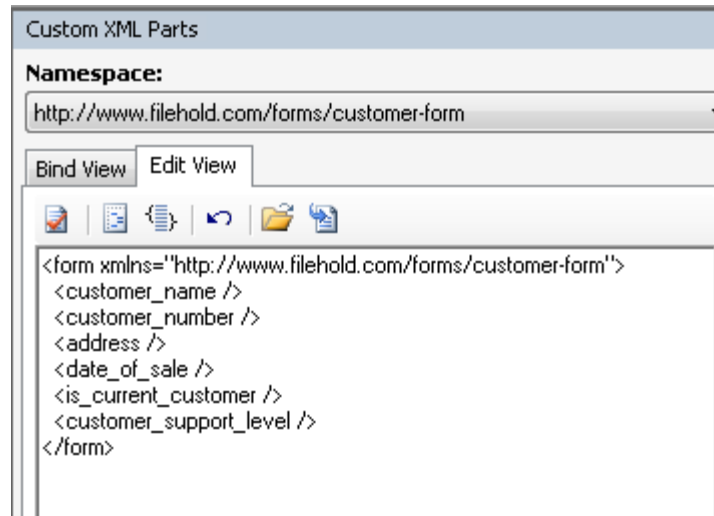 Custom XML Parts
Namespace:
http://www.filehold.com/forms/customer-form
Bind View Edit View
<form xmlns="http://www.filehold.com/forms/customer-form">
<customer_name />
<customer_number />
<address />
<date_of_sale />
<is_current_customer />
<customer_support_level />
</form>